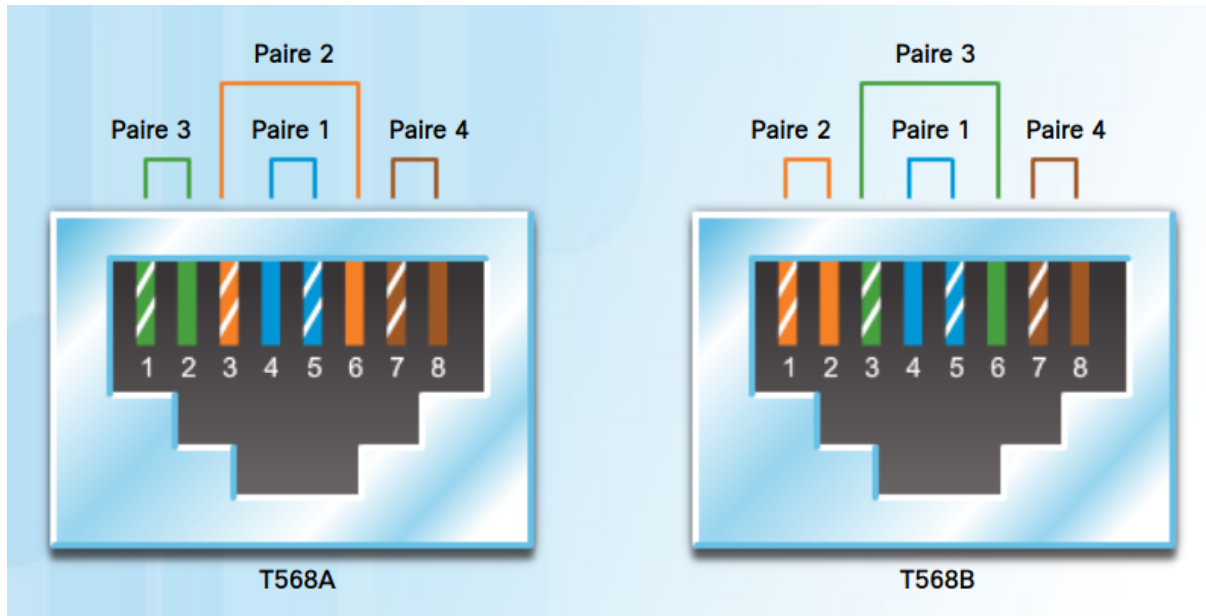 Paire 2
Paire 3 Paire 1 Paire 4
1 2 3 4 5 6 7 8
T568A
Paire 3
Paire 2 Paire 1 Paire 4
1 2 3 4 5 6 7 8
T568B